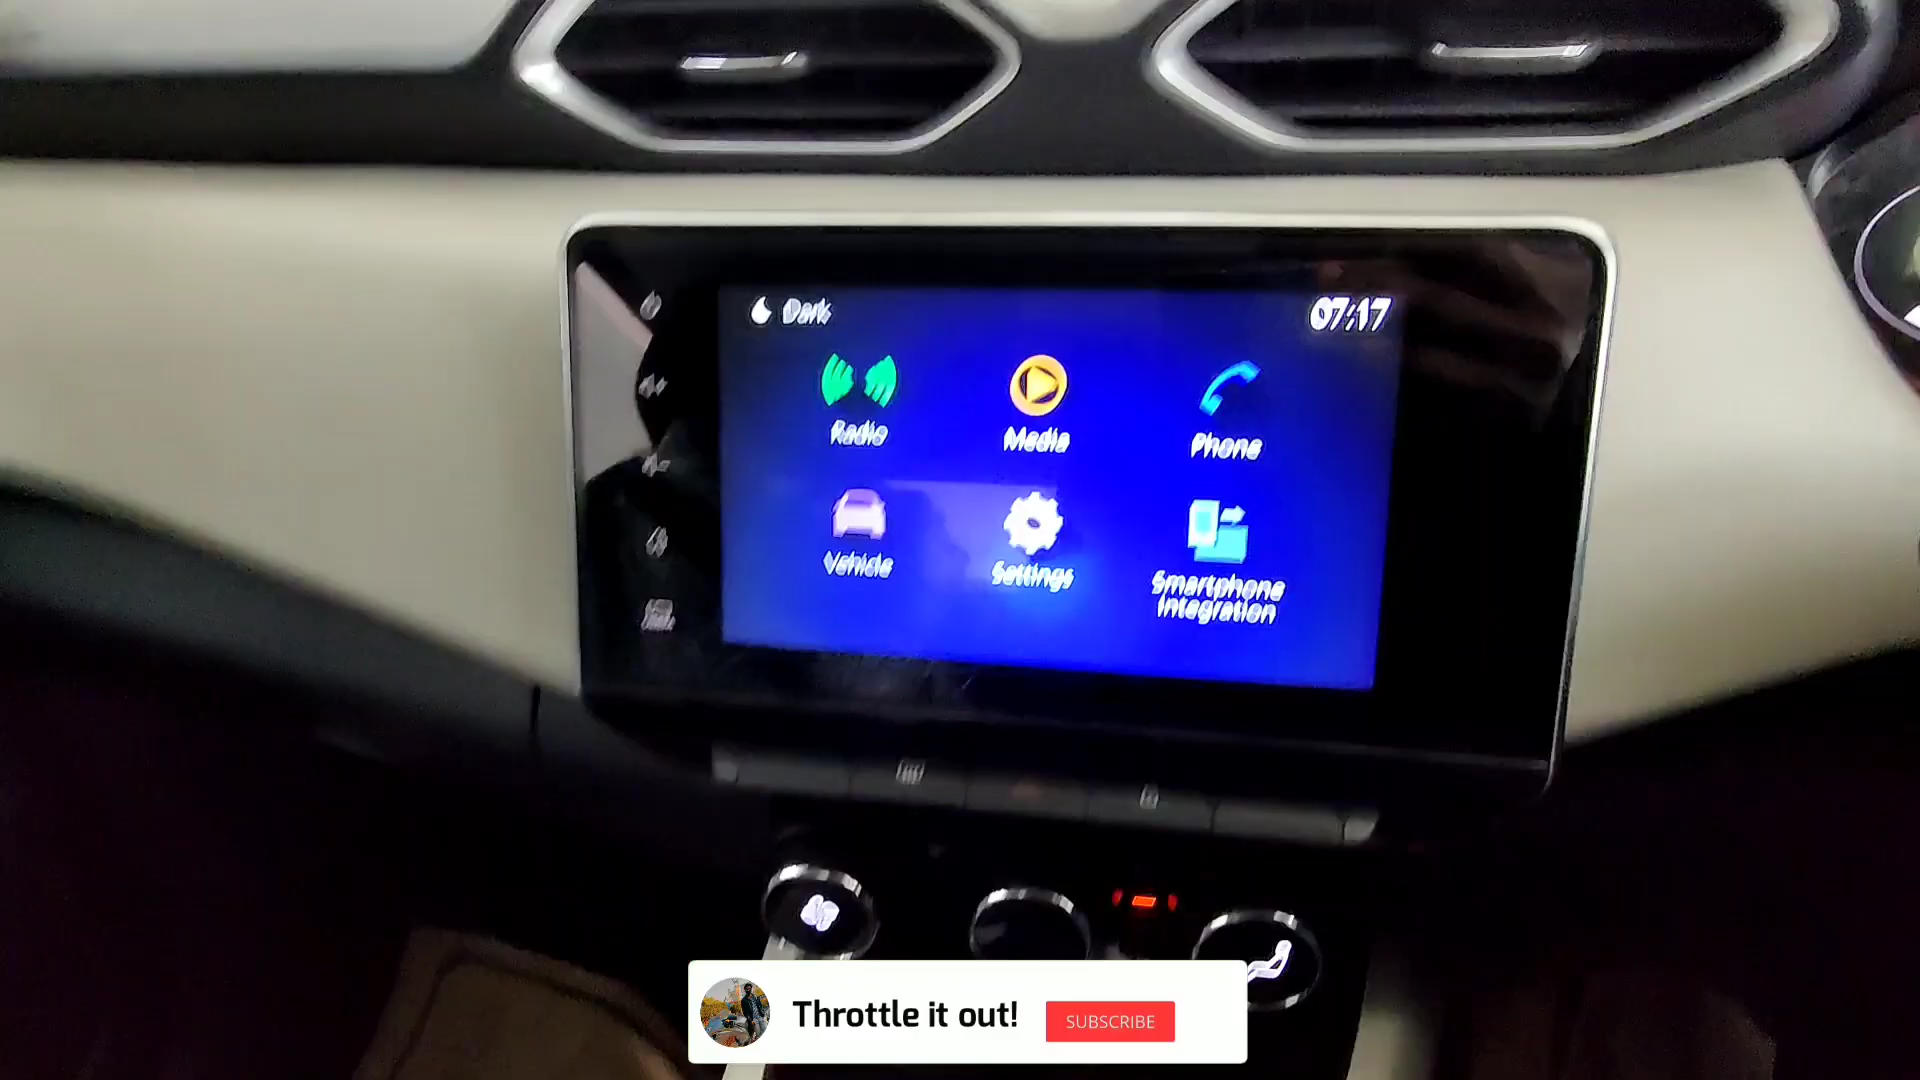 Dark
07:17
Radio
Media
Phone
Vehicle
Settings
Smartphone
Integration
Throttle it out!
SUBSCRIBE